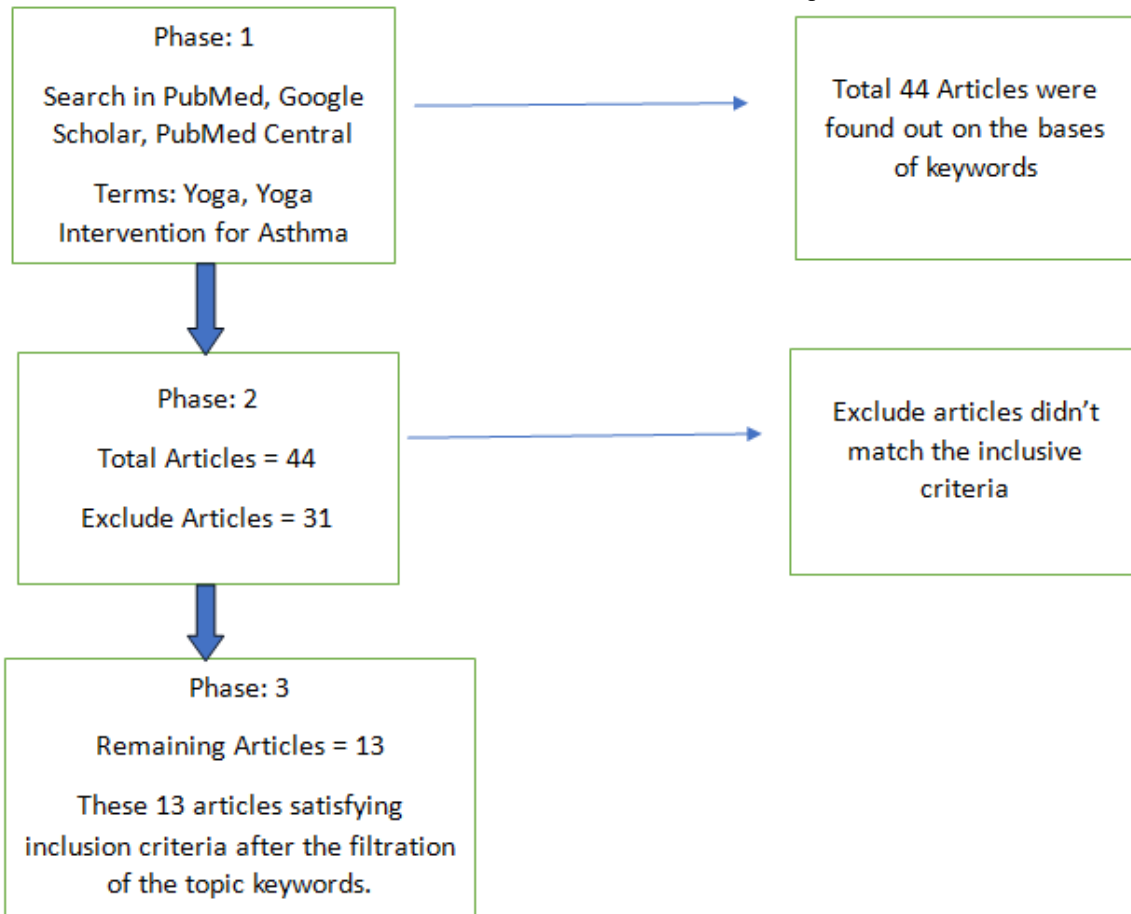 Phase: 1
Search in PubMed, Google
Scholar, PubMed Central
Terms: Yoga, Yoga
Intervention for Asthma
Total 44 Articles were
found out on the bases
of keywords
Phase: 2
Total Articles = 44
Exclude Articles = 31
Exclude articles didn’t
match the inclusive
criteria
Phase: 3
Remaining Articles = 13
These 13 articles satisfying
inclusion criteria after the filtration
of the topic keywords.